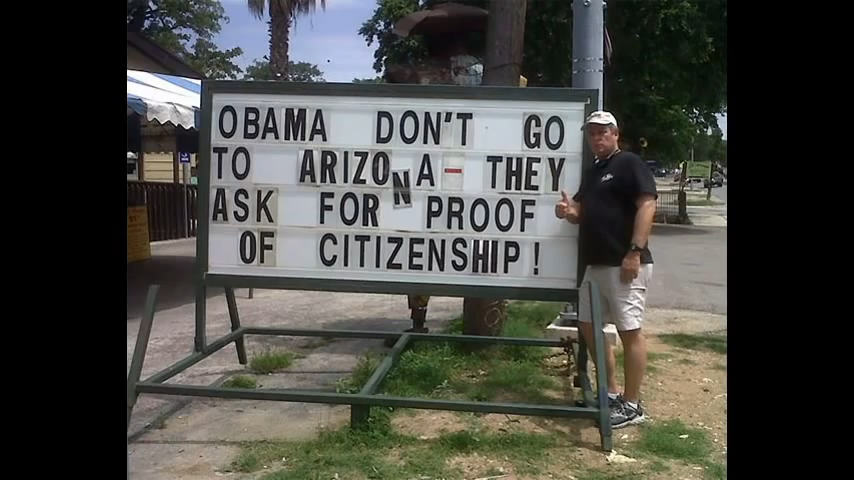 OBAMA DON'T GO
TO ARIZONA - THEY
ASK FOR PROOF
OF CITIZENSHIP!